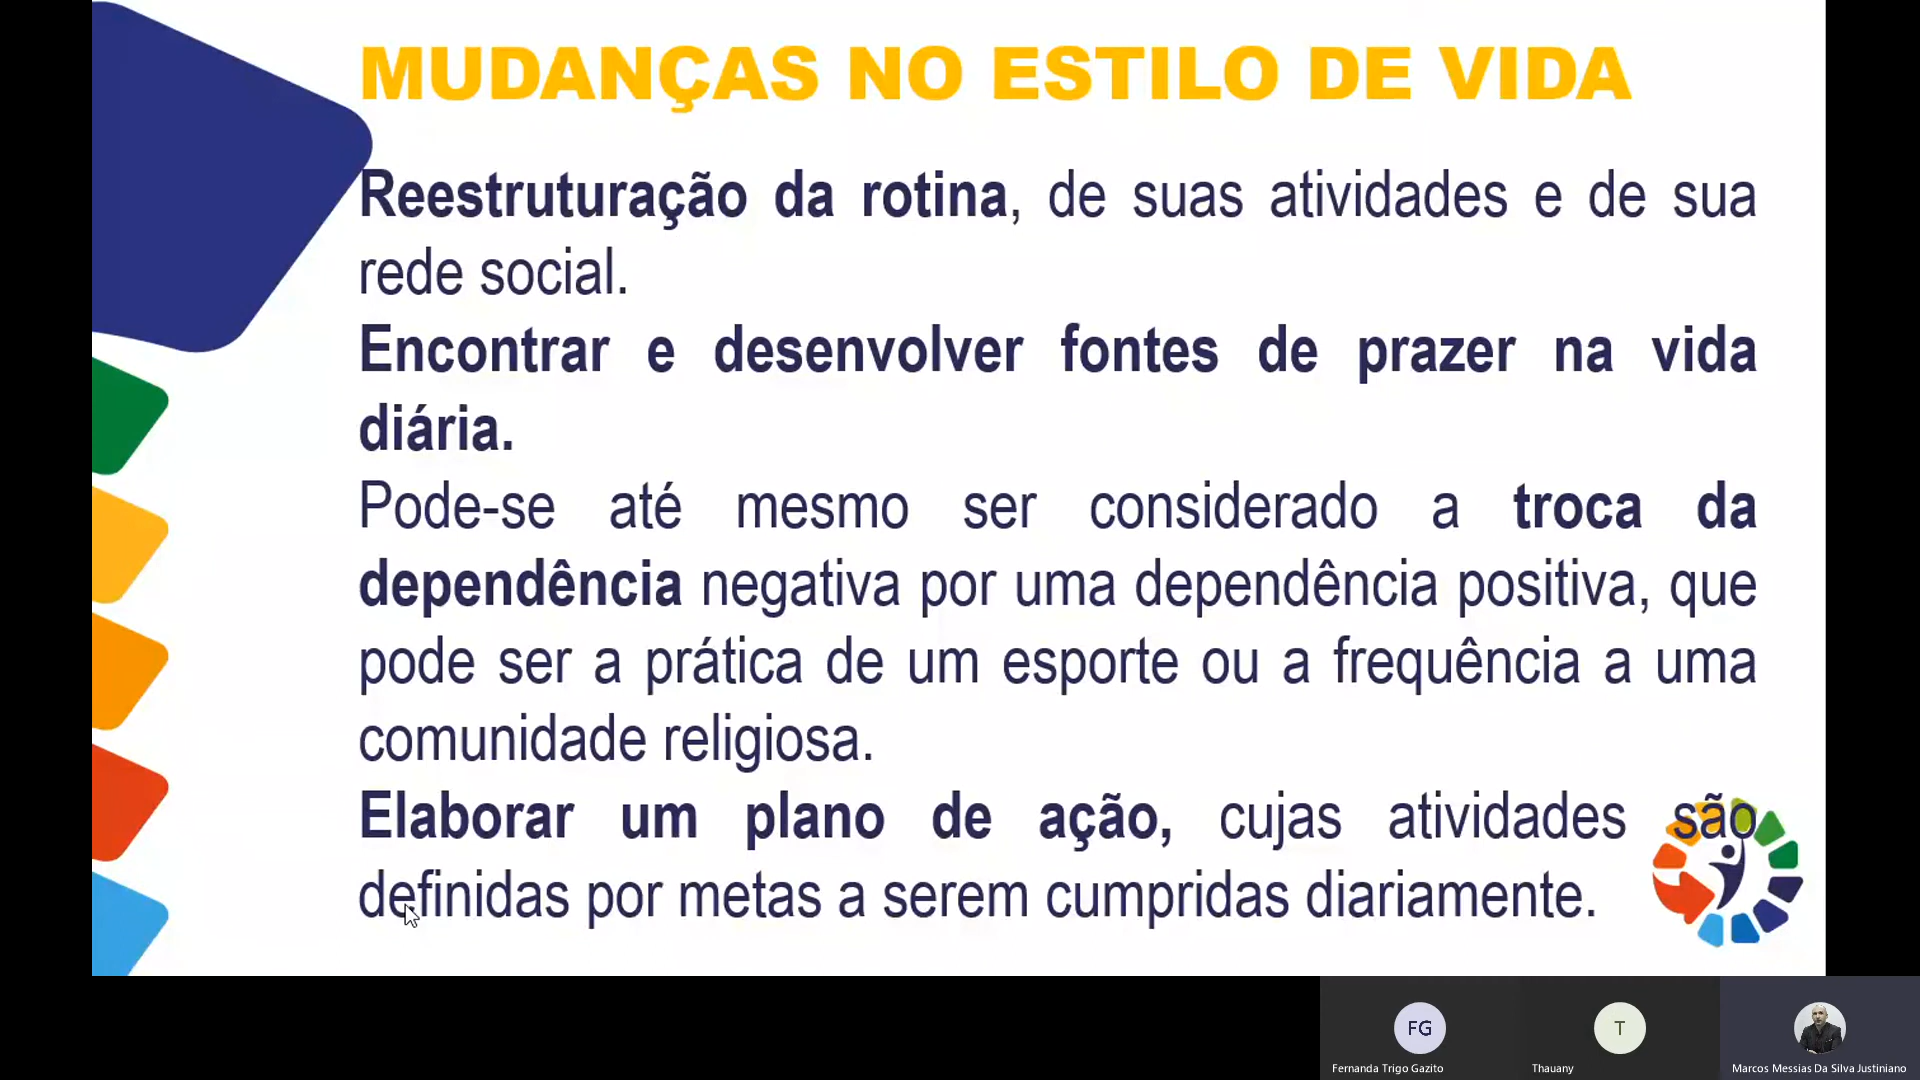 MUDANÇAS NO ESTILO DE VIDA
Reestruturação da rotina, de suas atividades e de sua
rede social.
Encontrar e desenvolver fontes de prazer na vida
diária.
Pode-se até mesmo ser considerado a troca da
dependência negativa por uma dependência positiva, que
pode ser a prática de um esporte ou a frequência a uma
comunidade religiosa.
Elaborar um plano de ação, cujas atividades são
definidas por metas a serem cumpridas diariamente.
FG
T
Fernanda Trigo Gazito
Thauany
Marcos Messias Da Silva Justiniano